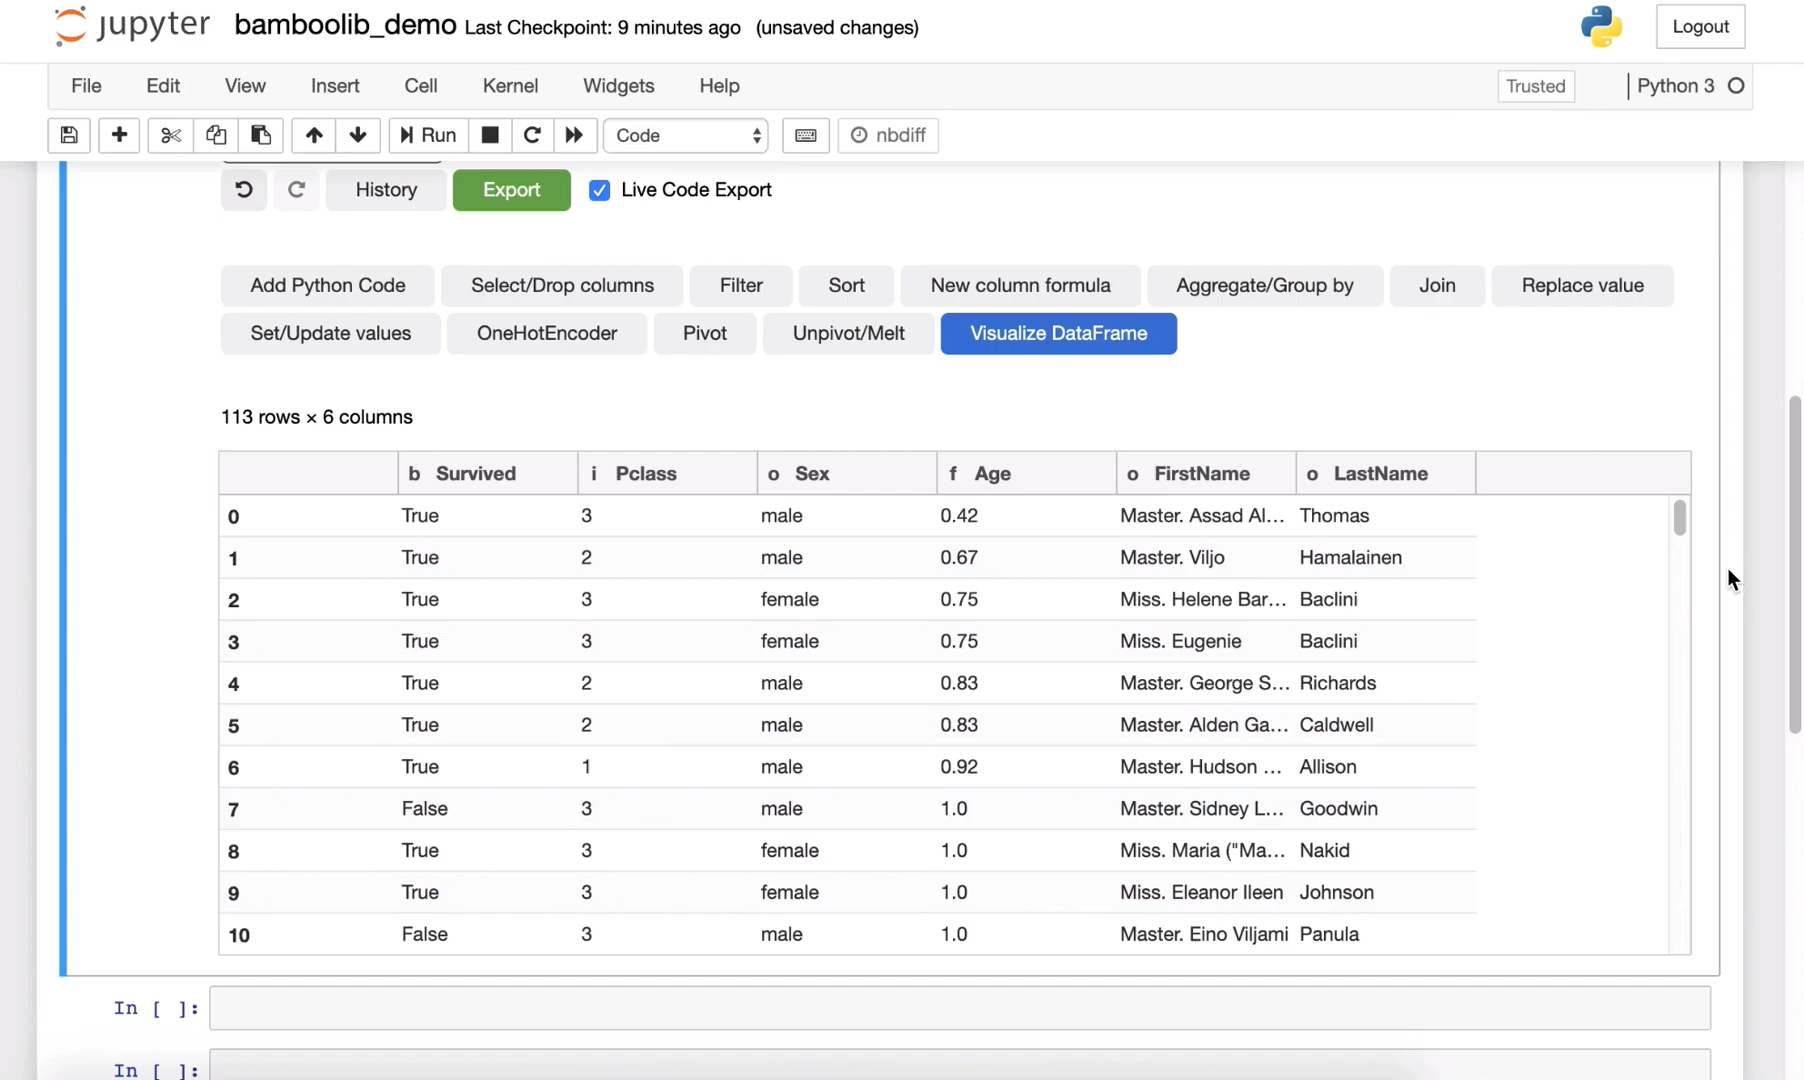 jupyter bamboolib_demo Last Checkpoint: 9 minutes ago (unsaved changes) Logout
File Edit View Insert Cell Kernel Widgets Help Trusted Python 3
Run Code nbdiff
History Export Live Code Export
Add Python Code Select/Drop columns Filter Sort New column formula Aggregate/Group by Join Replace value
Set/Update values OneHotEncoder Pivot Unpivot/Melt Visualize DataFrame
113 rows × 6 columns
b Survived i Pclass o Sex f Age o FirstName o LastName
0 True 3 male 0.42 Master. Assad Al... Thomas
1 True 2 male 0.67 Master. Viljo Hamalainen
2 True 3 female 0.75 Miss. Helene Bar... Baclini
3 True 3 female 0.75 Miss. Eugenie Baclini
4 True 2 male 0.83 Master. George S... Richards
5 True 2 male 0.83 Master. Alden Ga... Caldwell
6 True 1 male 0.92 Master. Hudson ... Allison
7 False 3 male 1.0 Master. Sidney L... Goodwin
8 True 3 female 1.0 Miss. Maria ("Ma... Nakid
9 True 3 female 1.0 Miss. Eleanor Ileen Johnson
10 False 3 male 1.0 Master. Eino Viljami Panula
In [ ]:
In [ ]: